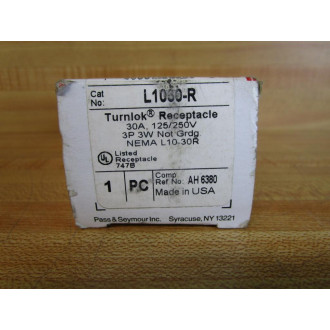 Cat
No: L1030-R
Turnlok® Receptacle
30A, 125/250V
3P 3W Not Grdg.
NEMA L10-30R
UL Listed
Receptacle
747B
1 PC
Comp
Ref No: AH 6380
Made in USA
Pass & Seymour Inc. Syracuse, NY 13221